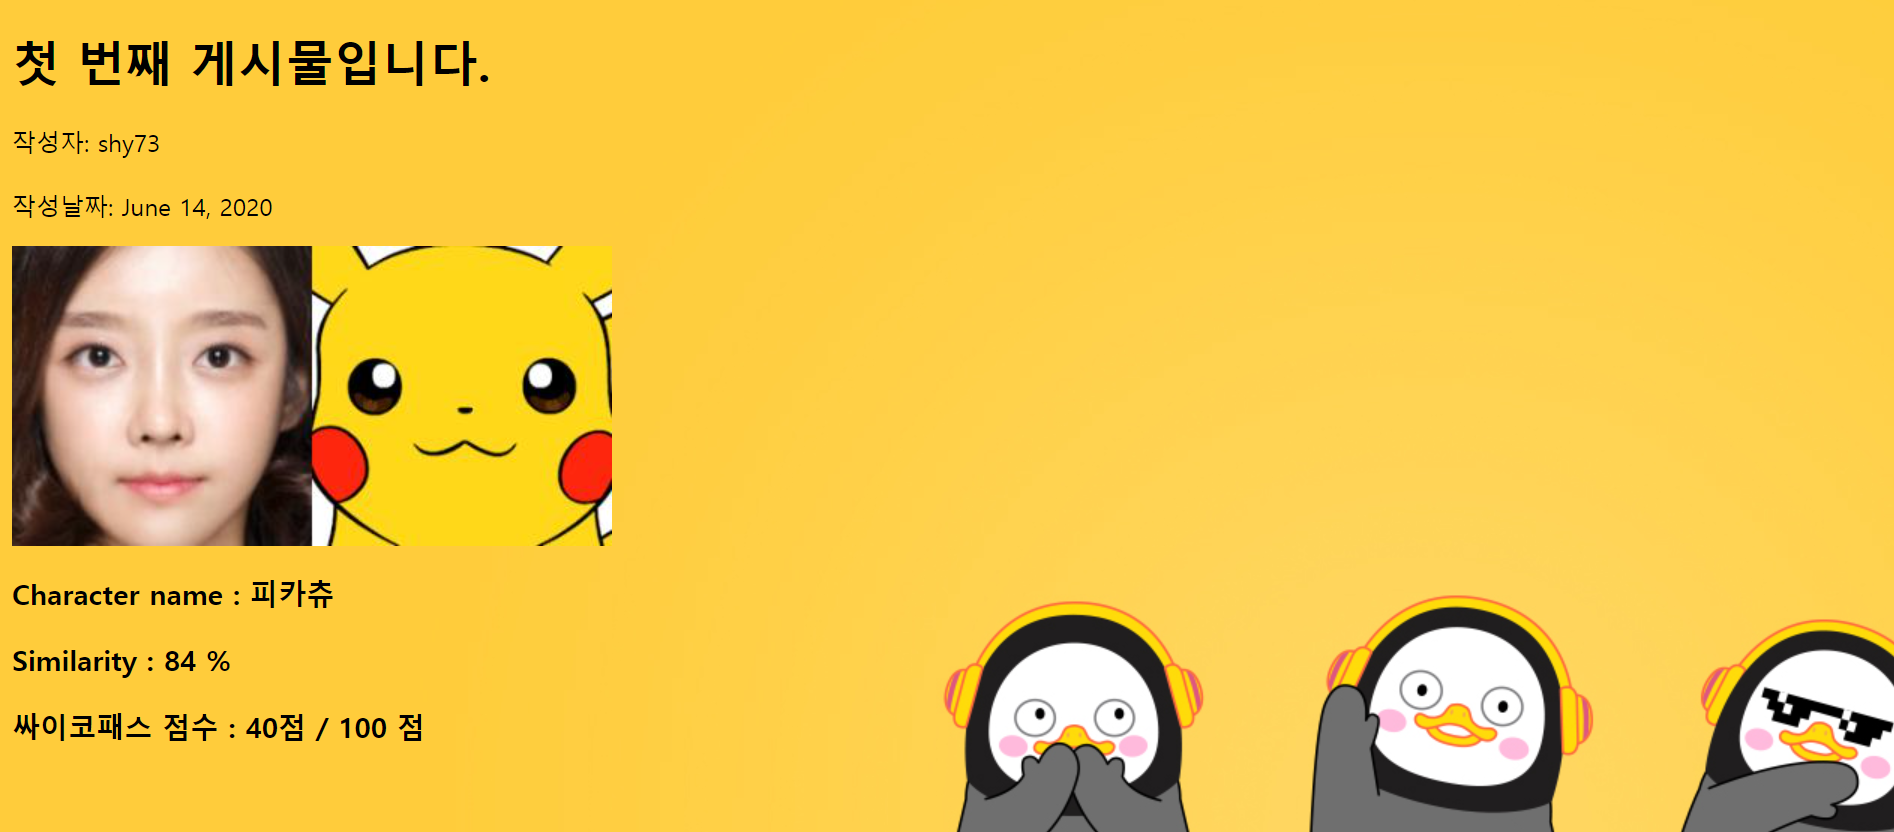 첫 번째 게시물입니다.
작성자: shy73
작성날짜: June 14, 2020
Character name : 피카츄
Similarity : 84 %
싸이코패스 점수 : 40점 / 100 점